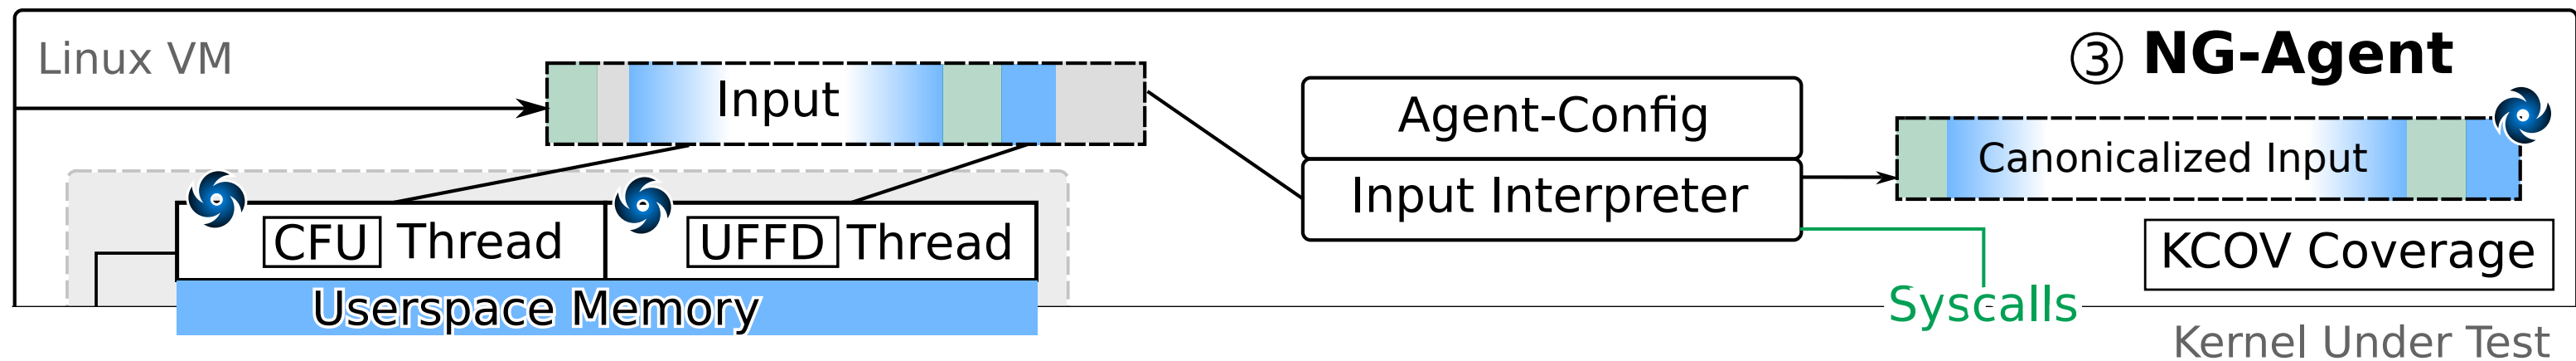 Linux VM
③ NG-Agent
Input
Agent-Config
Canonicalized Input
Input Interpreter
CFU Thread
UFFD Thread
KCOV Coverage
Userspace Memory
Syscalls
Kernel Under Test